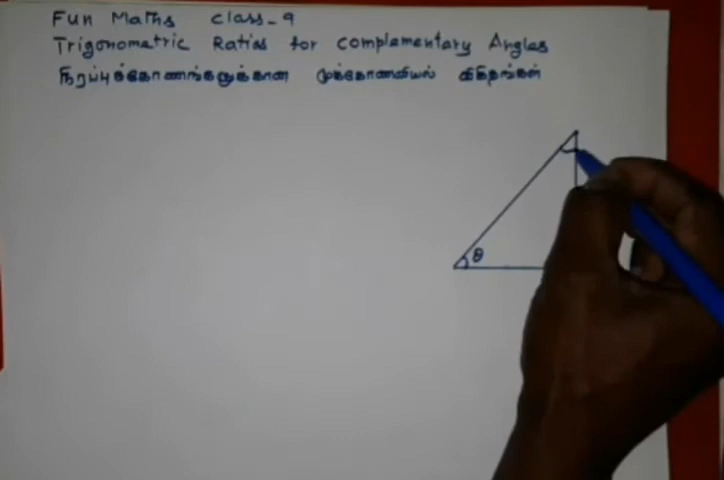 Fun Maths class-9
Trigonometric Ratios for complementary Angles
நிரப்புக்கோணங்களுக்கான முக்கோணவியல் விகிதங்கள்
θ